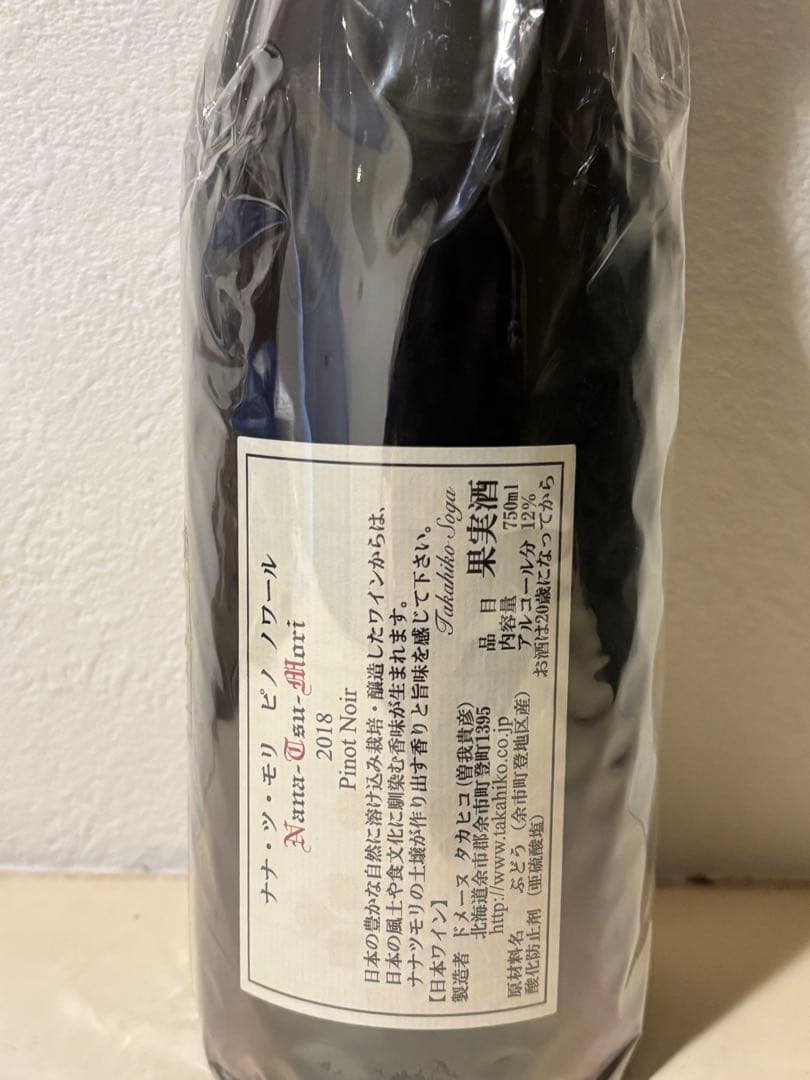 ナナ・ツ・モリ ピノ ノワール
Nana-Tsu-Mori
2018
Pinot Noir
日本の豊かな自然に溶け込み栽培・醸造したワインからは、
日本の風土や食文化に馴染む香味が生まれます。
ナナツモリの土壌が作り出す香りと旨味を感じて下さい。
Takahiko Soga
【日本ワイン】
製造者 ドメーヌ タカヒコ(曽我貴彦)
北海道余市郡余市町登町1395
http://www.takahiko.co.jp
原材料名 ぶどう (余市町登地区産)
酸化防止剤 (亜硫酸塩)
品目 果実酒
内容量 750ml
アルコール分 12%
お酒は20歳になってから